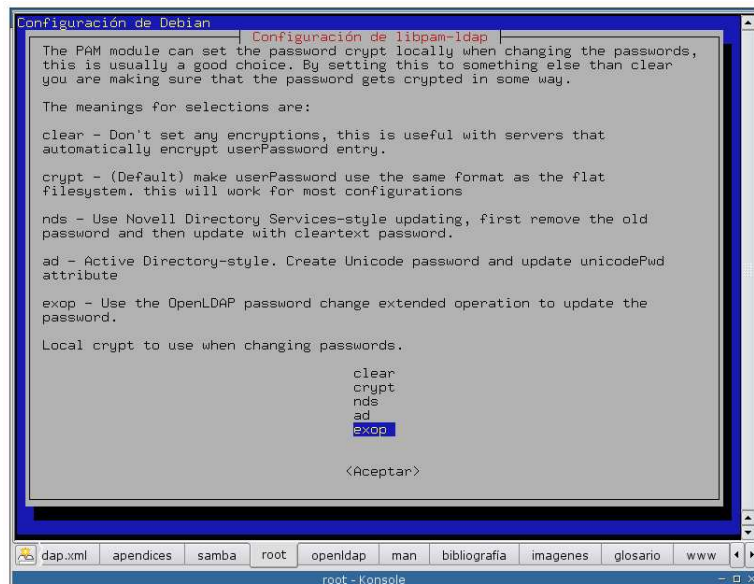 Configuración de Debian
Configuración de libpam-ldap
The PAM module can set the password crypt locally when changing the passwords,
this is usually a good choice. By setting this to something else than clear
you are making sure that the password gets crypted in some way.
The meanings for selections are:
clear - Don't set any encryptions, this is useful with servers that
automatically encrypt userPassword entry.
crypt - (Default) make userPassword use the same format as the flat
filesystem. this will work for most configurations
nds - Use Novell Directory Services-style updating, first remove the old
password and then update with cleartext password.
ad - Active Directory-style. Create Unicode password and update unicodePwd
attribute
exop - Use the OpenLDAP password change extended operation to update the
password.
Local crypt to use when changing passwords.
clear
crypt
nds
ad
exop
<Aceptar>
dap.xml apendices samba root openldap man bibliografía imagenes glosario www
root - Konsole